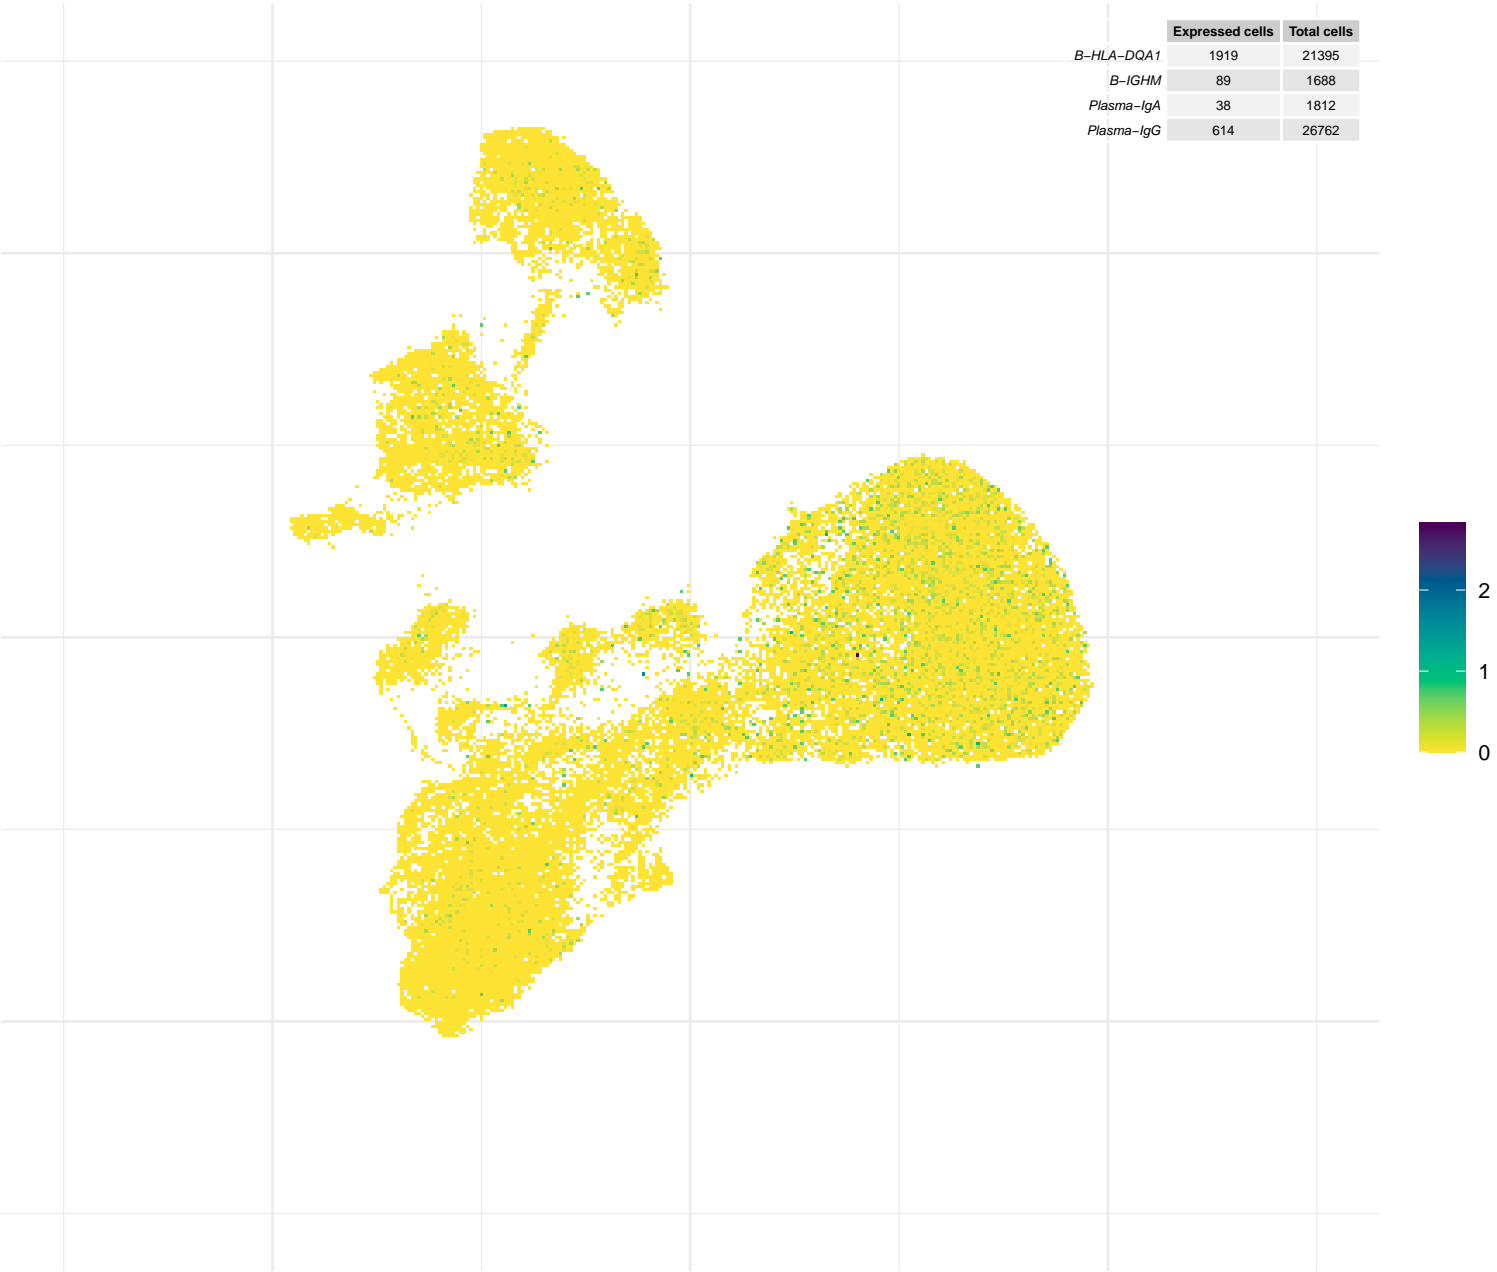 Expressed cells Total cells
B−HLA−DQA1 1919 21395
B−IGHM 89 1688
Plasma−IgA 38 1812
Plasma−IgG 614 26762
2
1
0